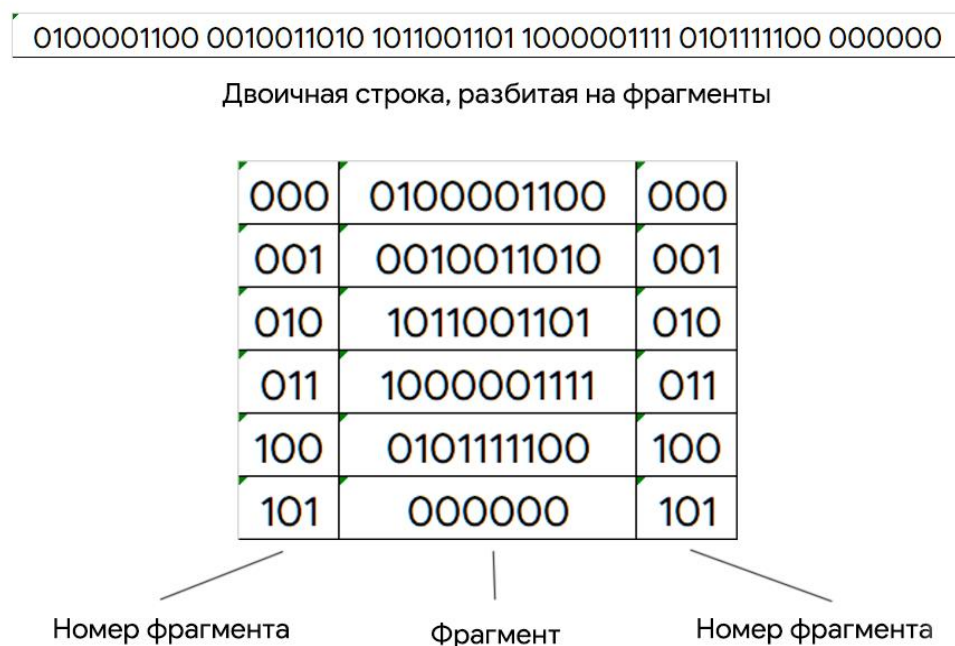 0100001100 0010011010 1011001101 1000001111 0101111100 000000
Двоичная строка, разбитая на фрагменты
000 0100001100 000
001 0010011010 001
010 1011001101 010
011 1000001111 011
100 0101111100 100
101 000000 101
Номер фрагмента Фрагмент Номер фрагмента